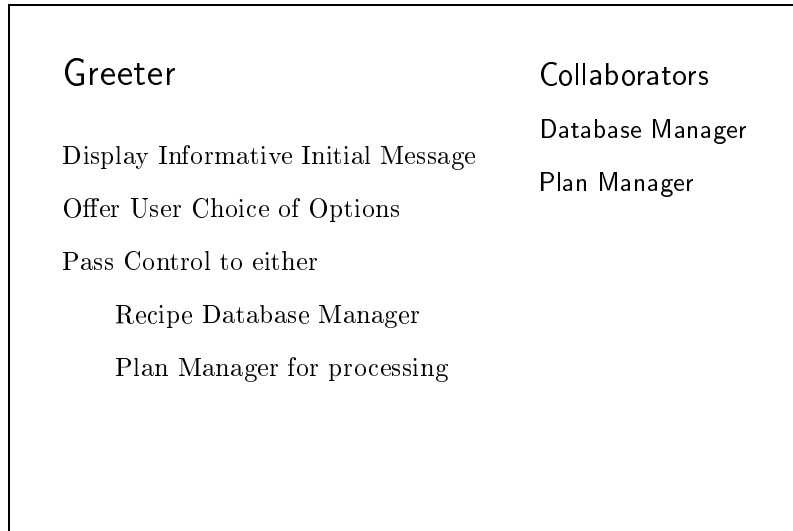 Greeter
Display Informative Initial Message
Offer User Choice of Options
Pass Control to either
Recipe Database Manager
Plan Manager for processing
Collaborators
Database Manager
Plan Manager